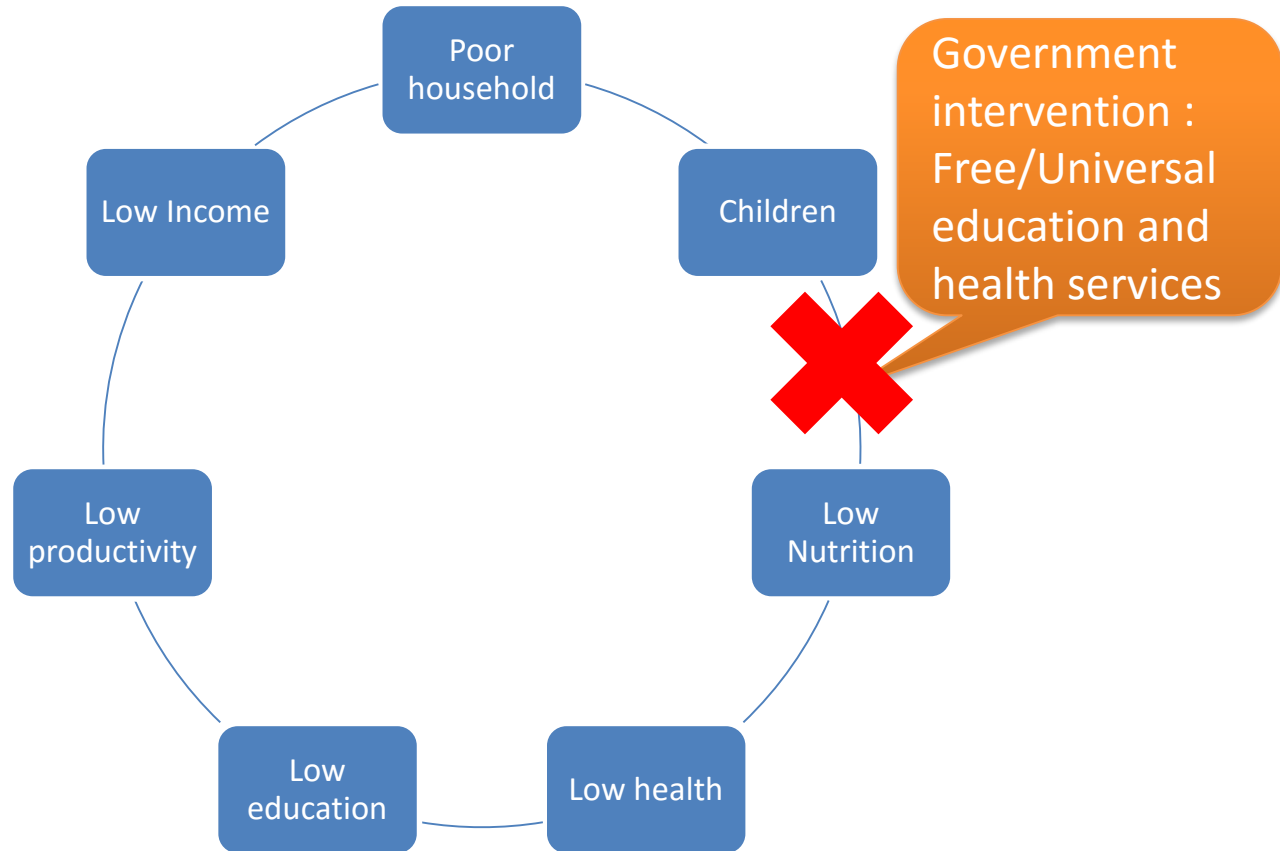 Poor
household
Children
Low
Nutrition
Low health
Low
education
Low
productivity
Low Income
Government
intervention :
Free/Universal
education and
health services